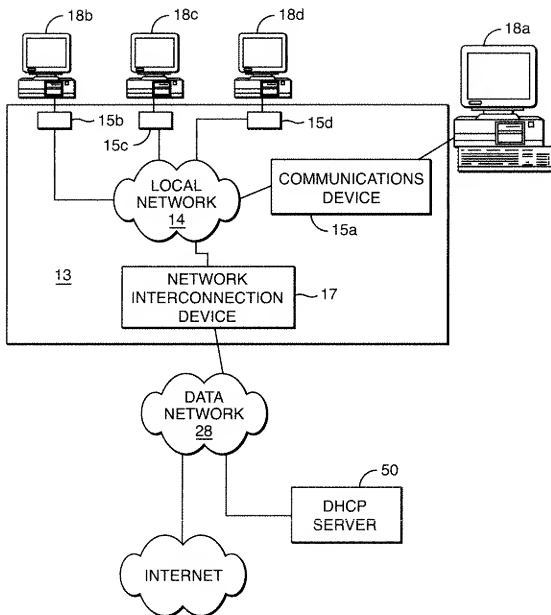 18b
18c
18d
18a
15b
15c
15d
LOCAL
NETWORK
14
COMMUNICATIONS
DEVICE
15a
13
NETWORK
INTERCONNECTION
DEVICE
17
DATA
NETWORK
28
50
DHCP
SERVER
INTERNET